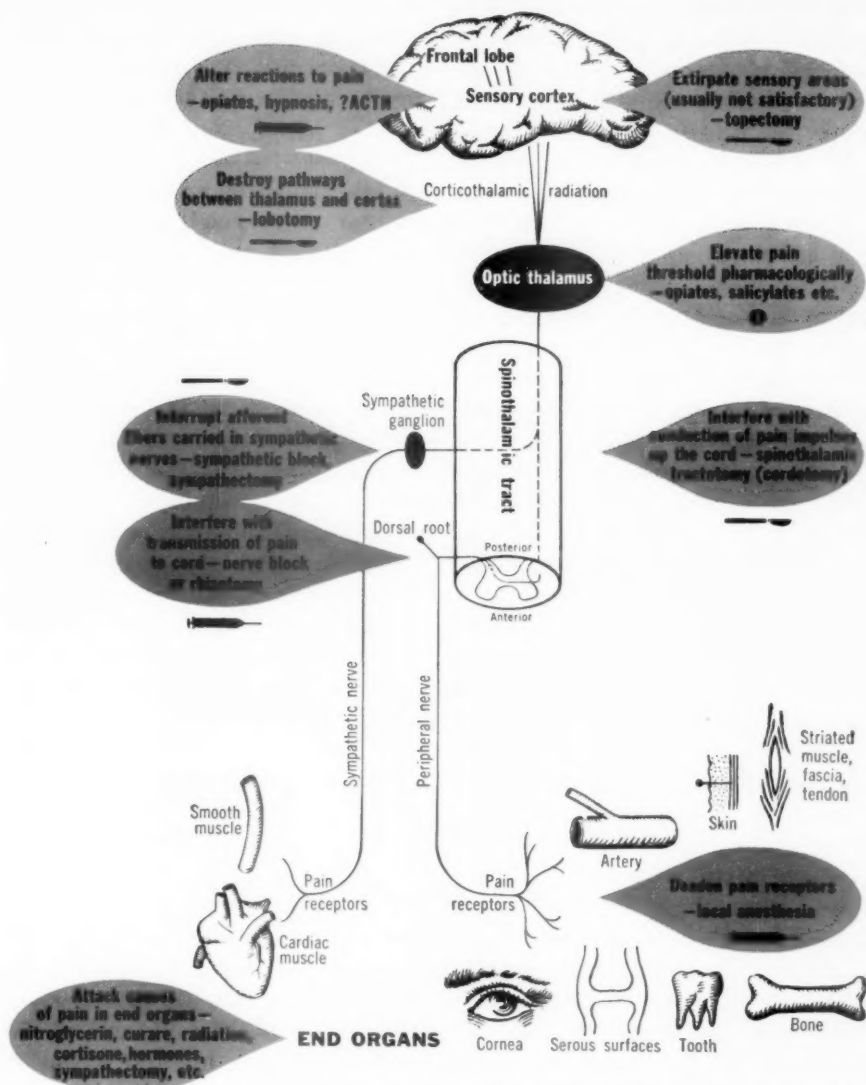 Frontal lobe
Sensory cortex
Alter reactions to pain
—opiates, hypnosis, ?ACTH
Extirpate sensory areas
(usually not satisfactory)
—topectomy
Destroy pathways
between thalamus and cortex
—lobotomy
Corticothalamic radiation
Optic thalamus
Elevate pain
threshold pharmacologically
—opiates, salicylates etc.
Spinothalamic tract
Sympathetic
ganglion
Interrupt afferent
fibers carried in sympathetic
nerves—sympathetic block,
sympathectomy
Interfere with
conduction of pain impulses
up the cord—spinothalamic
tractotomy (cordotomy)
Dorsal root
Interfere with
transmission of pain
to cord—nerve block
or rhizotomy
Posterior
Anterior
Sympathetic nerve
Peripheral nerve
Smooth
muscle
Pain
receptors
Cardiac
muscle
Pain
receptors
Artery
Skin
Striated
muscle,
fascia,
tendon
Deaden pain receptors
—local anesthesia
Attack causes
of pain in end organs—
nitroglycerin, curare, radiation,
cortisone, hormones,
sympathectomy, etc.
END ORGANS
Cornea
Serous surfaces
Tooth
Bone